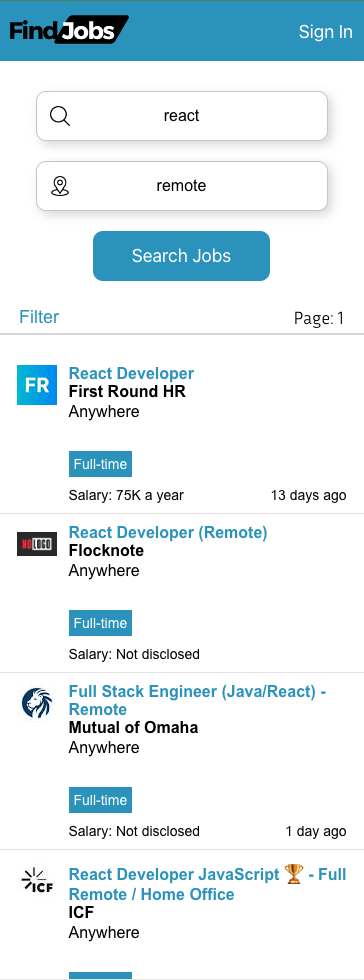 FindJobs
Sign In
react
remote
Search Jobs
Filter
Page: 1
FR
React Developer
First Round HR
Anywhere
Full-time
Salary: 75K a year
13 days ago
NOLOGO
React Developer (Remote)
Flocknote
Anywhere
Full-time
Salary: Not disclosed
Full Stack Engineer (Java/React) -
Remote
Mutual of Omaha
Anywhere
Full-time
Salary: Not disclosed
1 day ago
ICF
React Developer JavaScript 🏆 - Full
Remote / Home Office
ICF
Anywhere